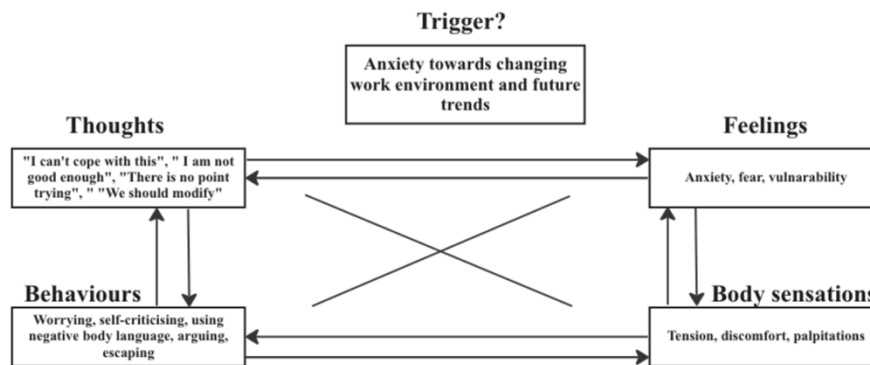 Trigger?
Anxiety towards changing
work environment and future
trends
Thoughts
"I can't cope with this", " I am not
good enough", "There is no point
trying", " "We should modify"
Feelings
Anxiety, fear, vulnarability
Behaviours
Worrying, self-criticising, using
negative body language, arguing,
escaping
Body sensations
Tension, discomfort, palpitations